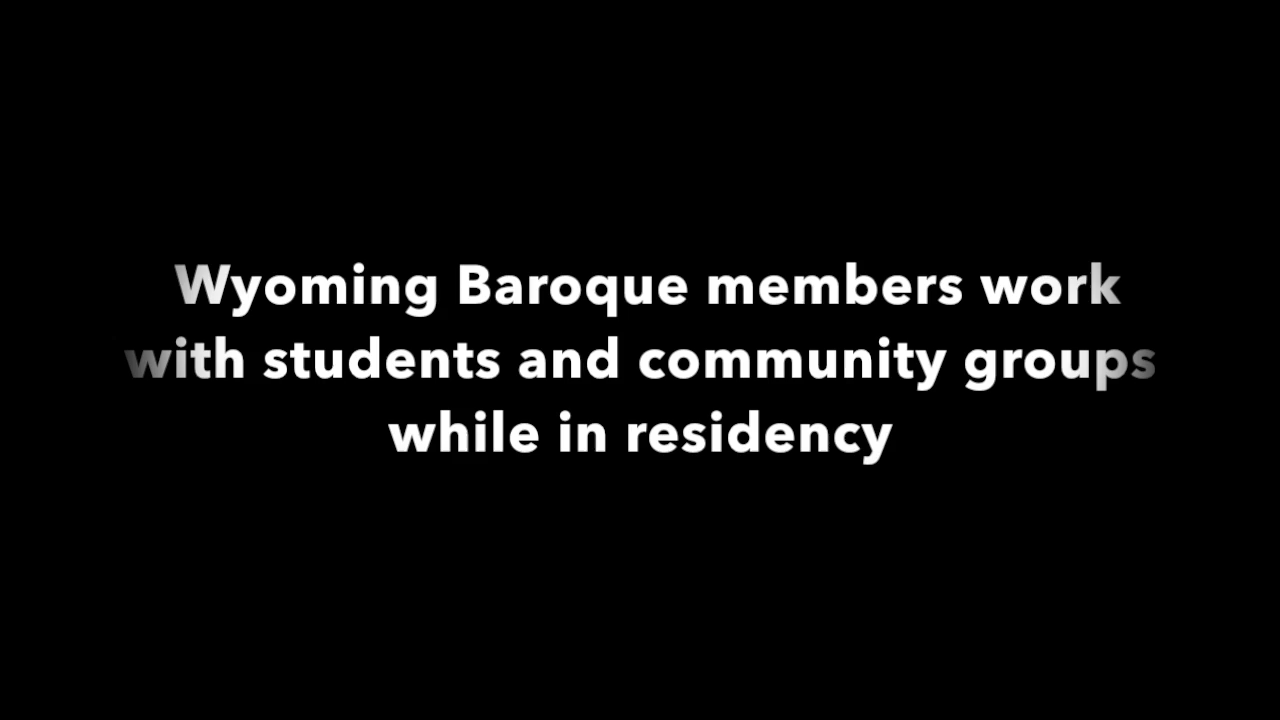 Wyoming Baroque members work
with students and community groups
while in residency